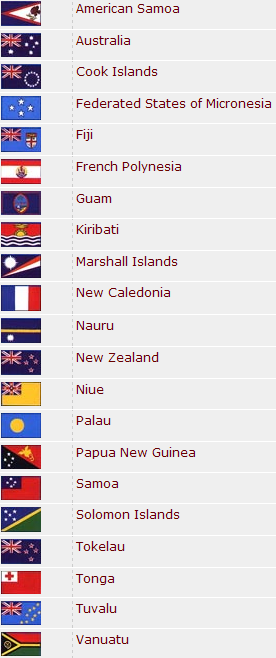 American Samoa
Australia
Cook Islands
Federated States of Micronesia
Fiji
French Polynesia
Guam
Kiribati
Marshall Islands
New Caledonia
Nauru
New Zealand
Niue
Palau
Papua New Guinea
Samoa
Solomon Islands
Tokelau
Tonga
Tuvalu
Vanuatu